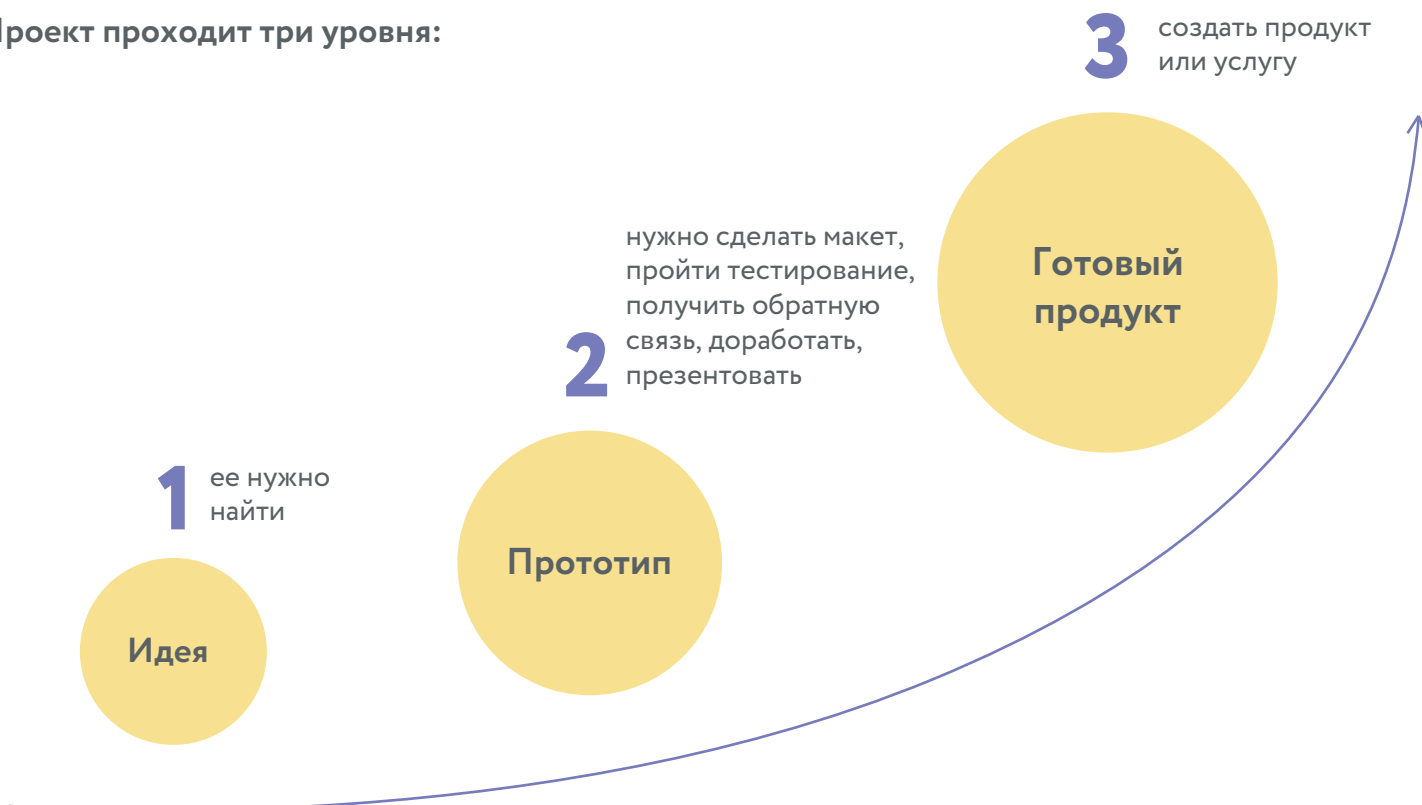 Проект проходит три уровня:
3
создать продукт
или услугу
Готовый
продукт
2
нужно сделать макет,
пройти тестирование,
получить обратную
связь, доработать,
презентовать
Прототип
1
ее нужно
найти
Идея